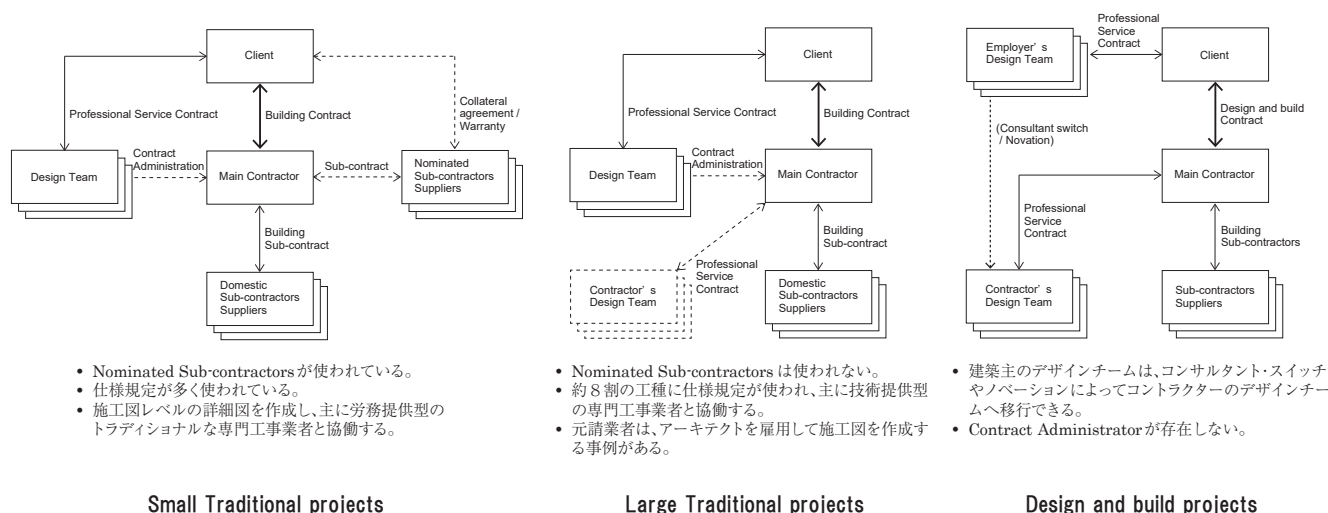 Client
Professional Service Contract
Building Contract
Collateral
agreement /
Warranty
Design Team
Contract
Administration
Main Contractor
Sub-contract
Nominated
Sub-contractors
Suppliers
Building
Sub-contract
Domestic
Sub-contractors
Suppliers
• Nominated Sub-contractorsが使われている。
• 仕様規定が多く使われている。
• 施工図レベルの詳細図を作成し、主に労務提供型の
トラディショナルな専門工事業者と協働する。
Small Traditional projects
Client
Professional Service Contract
Building Contract
Design Team
Contract
Administration
Main Contractor
Professional
Service
Contract
Building
Sub-contract
Contractor's
Design Team
Domestic
Sub-contractors
Suppliers
• Nominated Sub-contractorsは使われない。
• 約8割の工種に仕様規定が使われ、主に技術提供型
の専門工事業者と協働する。
• 元請業者は、アーキテクトを雇用して施工図を作成す
る事例がある。
Large Traditional projects
Professional
Service
Contract
Employer's
Design Team
Client
Design and build
Contract
(Consultant switch
/ Novation)
Main Contractor
Professional
Service
Contract
Building
Sub-contractors
Contractor's
Design Team
Sub-contractors
Suppliers
• 建築主のデザインチームは、コンサルタント・スイッチ
やノベーションによってコントラクターのデザインチー
ムへ移行できる。
• Contract Administratorが存在しない。
Design and build projects